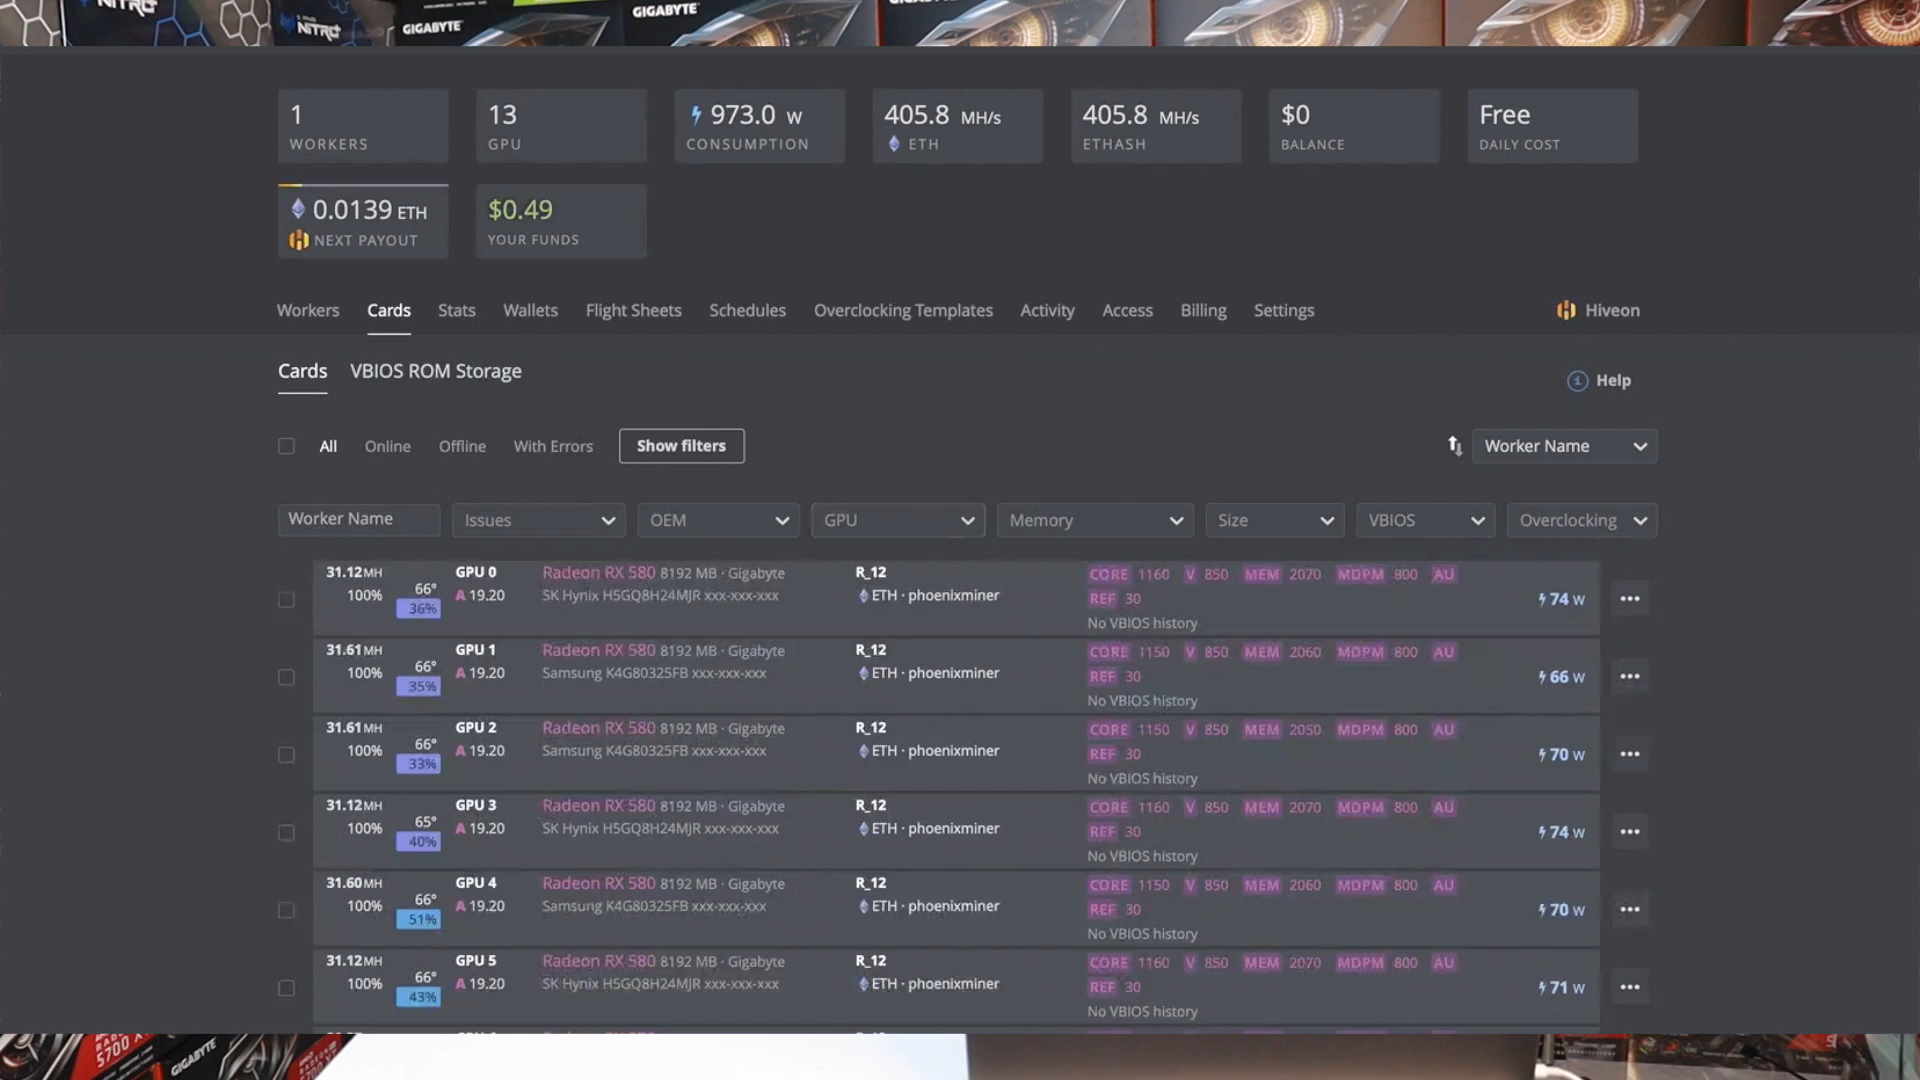 NITRO
NITRO
GIGABYTE
GIGABYTE
1
WORKERS
13
GPU
973.0 W
CONSUMPTION
405.8 MH/s
ETH
405.8 MH/s
ETHASH
$0
BALANCE
Free
DAILY COST
0.0139 ETH
NEXT PAYOUT
$0.49
YOUR FUNDS
Workers Cards Stats Wallets Flight Sheets Schedules Overclocking Templates Activity Access Billing Settings Hiveon
Cards VBIOS ROM Storage Help
All Online Offline With Errors Show filters Worker Name
Worker Name Issues OEM GPU Memory Size VBIOS Overclocking
31.12 MH GPU 0 Radeon RX 580 8192 MB · Gigabyte R_12 CORE 1160 V 850 MEM 2070 MDPM 800 AU
100% 66° A 19.20 SK Hynix H5GQ8H24MJR xxx-xxx-xxx ETH · phoenixminer REF 30 74 W
36% No VBIOS history
31.61 MH GPU 1 Radeon RX 580 8192 MB · Gigabyte R_12 CORE 1150 V 850 MEM 2060 MDPM 800 AU
100% 66° A 19.20 Samsung K4G80325FB xxx-xxx-xxx ETH · phoenixminer REF 30 66 W
35% No VBIOS history
31.61 MH GPU 2 Radeon RX 580 8192 MB · Gigabyte R_12 CORE 1150 V 850 MEM 2050 MDPM 800 AU
100% 66° A 19.20 Samsung K4G80325FB xxx-xxx-xxx ETH · phoenixminer REF 30 70 W
33% No VBIOS history
31.12 MH GPU 3 Radeon RX 580 8192 MB · Gigabyte R_12 CORE 1160 V 850 MEM 2070 MDPM 800 AU
100% 65° A 19.20 SK Hynix H5GQ8H24MJR xxx-xxx-xxx ETH · phoenixminer REF 30 74 W
40% No VBIOS history
31.60 MH GPU 4 Radeon RX 580 8192 MB · Gigabyte R_12 CORE 1150 V 850 MEM 2060 MDPM 800 AU
100% 66° A 19.20 Samsung K4G80325FB xxx-xxx-xxx ETH · phoenixminer REF 30 70 W
51% No VBIOS history
31.12 MH GPU 5 Radeon RX 580 8192 MB · Gigabyte R_12 CORE 1160 V 850 MEM 2070 MDPM 800 AU
100% 66° A 19.20 SK Hynix H5GQ8H24MJR xxx-xxx-xxx ETH · phoenixminer REF 30 71 W
43% No VBIOS history
5700 X
GIGABYTE